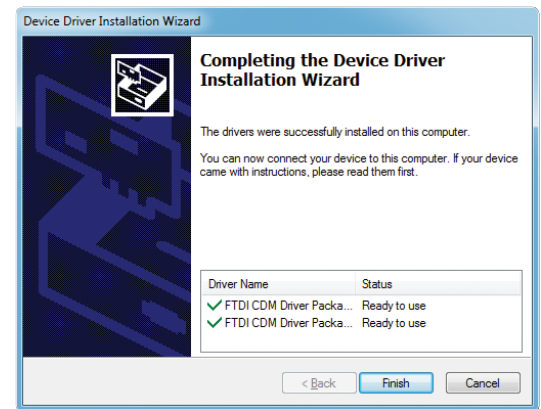 Device Driver Installation Wizard
Completing the Device Driver
Installation Wizard
The drivers were successfully installed on this computer.
You can now connect your device to this computer. If your device
came with instructions, please read them first.
Driver Name Status
FTDI CDM Driver Packa... Ready to use
FTDI CDM Driver Packa... Ready to use
< Back Finish Cancel